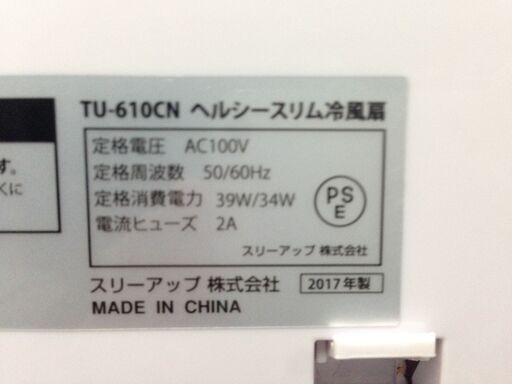 TU-610CN ヘルシースリム冷風扇
す。
くに
定格電圧 AC100V
定格周波数 50/60Hz
定格消費電力 39W/34W
電流ヒューズ 2A
PS
E
スリーアップ 株式会社
スリーアップ 株式会社 2017年製
MADE IN CHINA